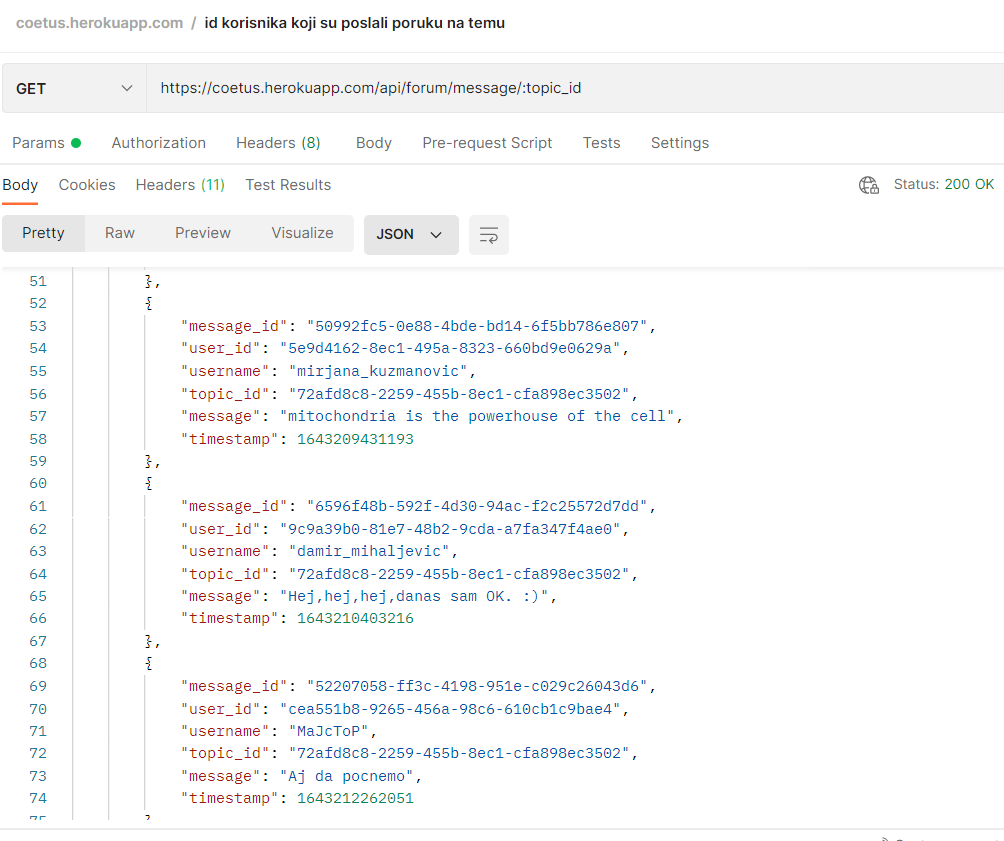 coetus.herokuapp.com / id korisnika koji su poslali poruku na temu
GET https://coetus.herokuapp.com/api/forum/message/:topic_id
Params Authorization Headers (8) Body Pre-request Script Tests Settings
Body Cookies Headers (11) Test Results Status: 200 OK
Pretty Raw Preview Visualize JSON
51 },
52 {
53 "message_id": "50992fc5-0e88-4bde-bd14-6f5bb786e807",
54 "user_id": "5e9d4162-8ec1-495a-8323-660bd9e0629a",
55 "username": "mirjana_kuzmanovic",
56 "topic_id": "72afd8c8-2259-455b-8ec1-cfa898ec3502",
57 "message": "mitochondria is the powerhouse of the cell",
58 "timestamp": 1643209431193
59 },
60 {
61 "message_id": "6596f48b-592f-4d30-94ac-f2c25572d7dd",
62 "user_id": "9c9a39b0-81e7-48b2-9cda-a7fa347f4ae0",
63 "username": "damir_mihaljevic",
64 "topic_id": "72afd8c8-2259-455b-8ec1-cfa898ec3502",
65 "message": "Hej,hej,hej,danas sam OK. :)",
66 "timestamp": 1643210403216
67 },
68 {
69 "message_id": "52207058-ff3c-4198-951e-c029c26043d6",
70 "user_id": "cea551b8-9265-456a-98c6-610cb1c9bae4",
71 "username": "MaJcToP",
72 "topic_id": "72afd8c8-2259-455b-8ec1-cfa898ec3502",
73 "message": "Aj da pocnemo",
74 "timestamp": 1643212262051
75